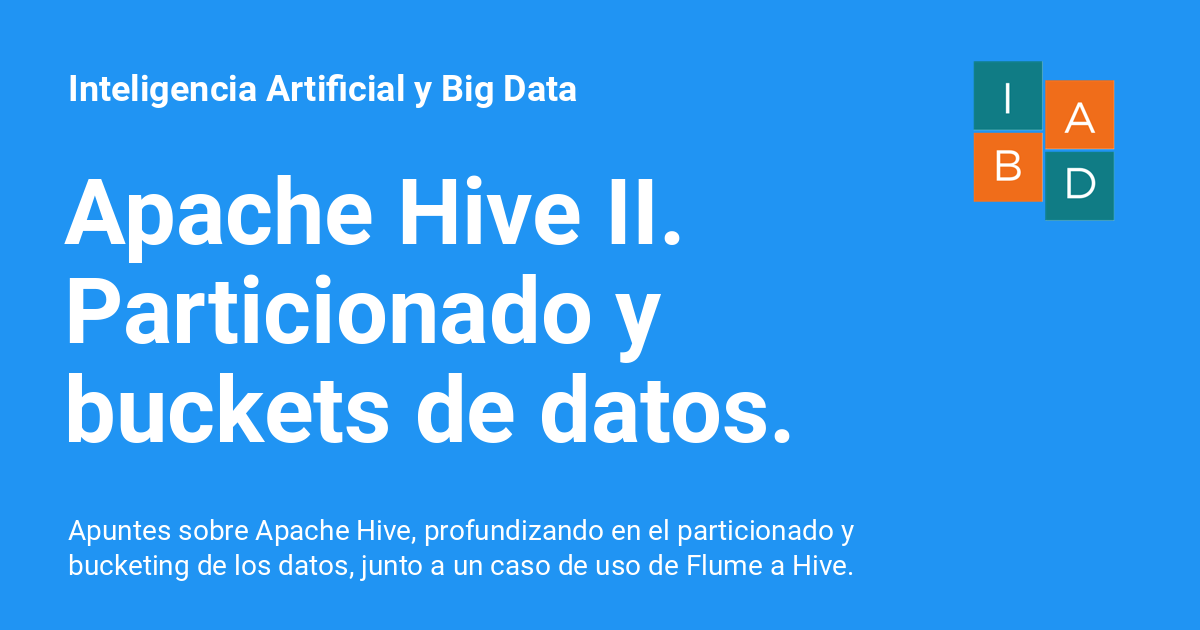 Inteligencia Artificial y Big Data
I
A
B
D
Apache Hive II.
Particionado y
buckets de datos.
Apuntes sobre Apache Hive, profundizando en el particionado y
bucketing de los datos, junto a un caso de uso de Flume a Hive.